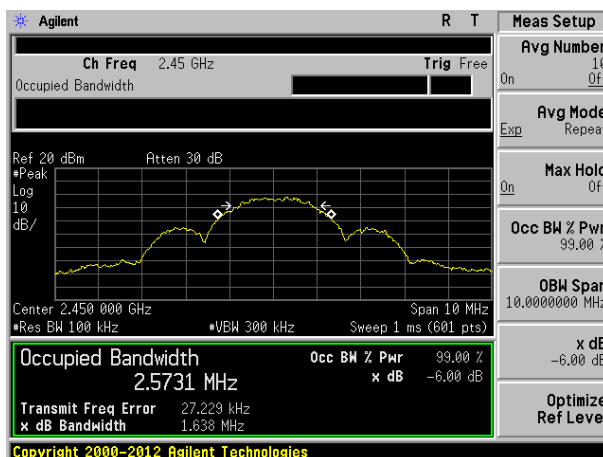 Agilent R T
Meas Setup
Ch Freq 2.45 GHz Trig Free
Occupied Bandwidth
Ref 20 dBm Atten 30 dB
#Peak
Log
10
dB/
Center 2.450 000 GHz Span 10 MHz
#Res BW 100 kHz #VBW 300 kHz Sweep 1 ms (601 pts)
Occupied Bandwidth Occ BW % Pwr 99.00 %
2.5731 MHz x dB -6.00 dB
Transmit Freq Error 27.229 kHz
x dB Bandwidth 1.638 MHz
Copyright 2000-2012 Agilent Technologies
Avg Number
10
On Of
Avg Mode
Exp Repea
Max Hold
On Of
Occ BW % Pwr
99.00 %
OBW Span
10.0000000 MHz
x dB
-6.00 dB
Optimize
Ref Leve